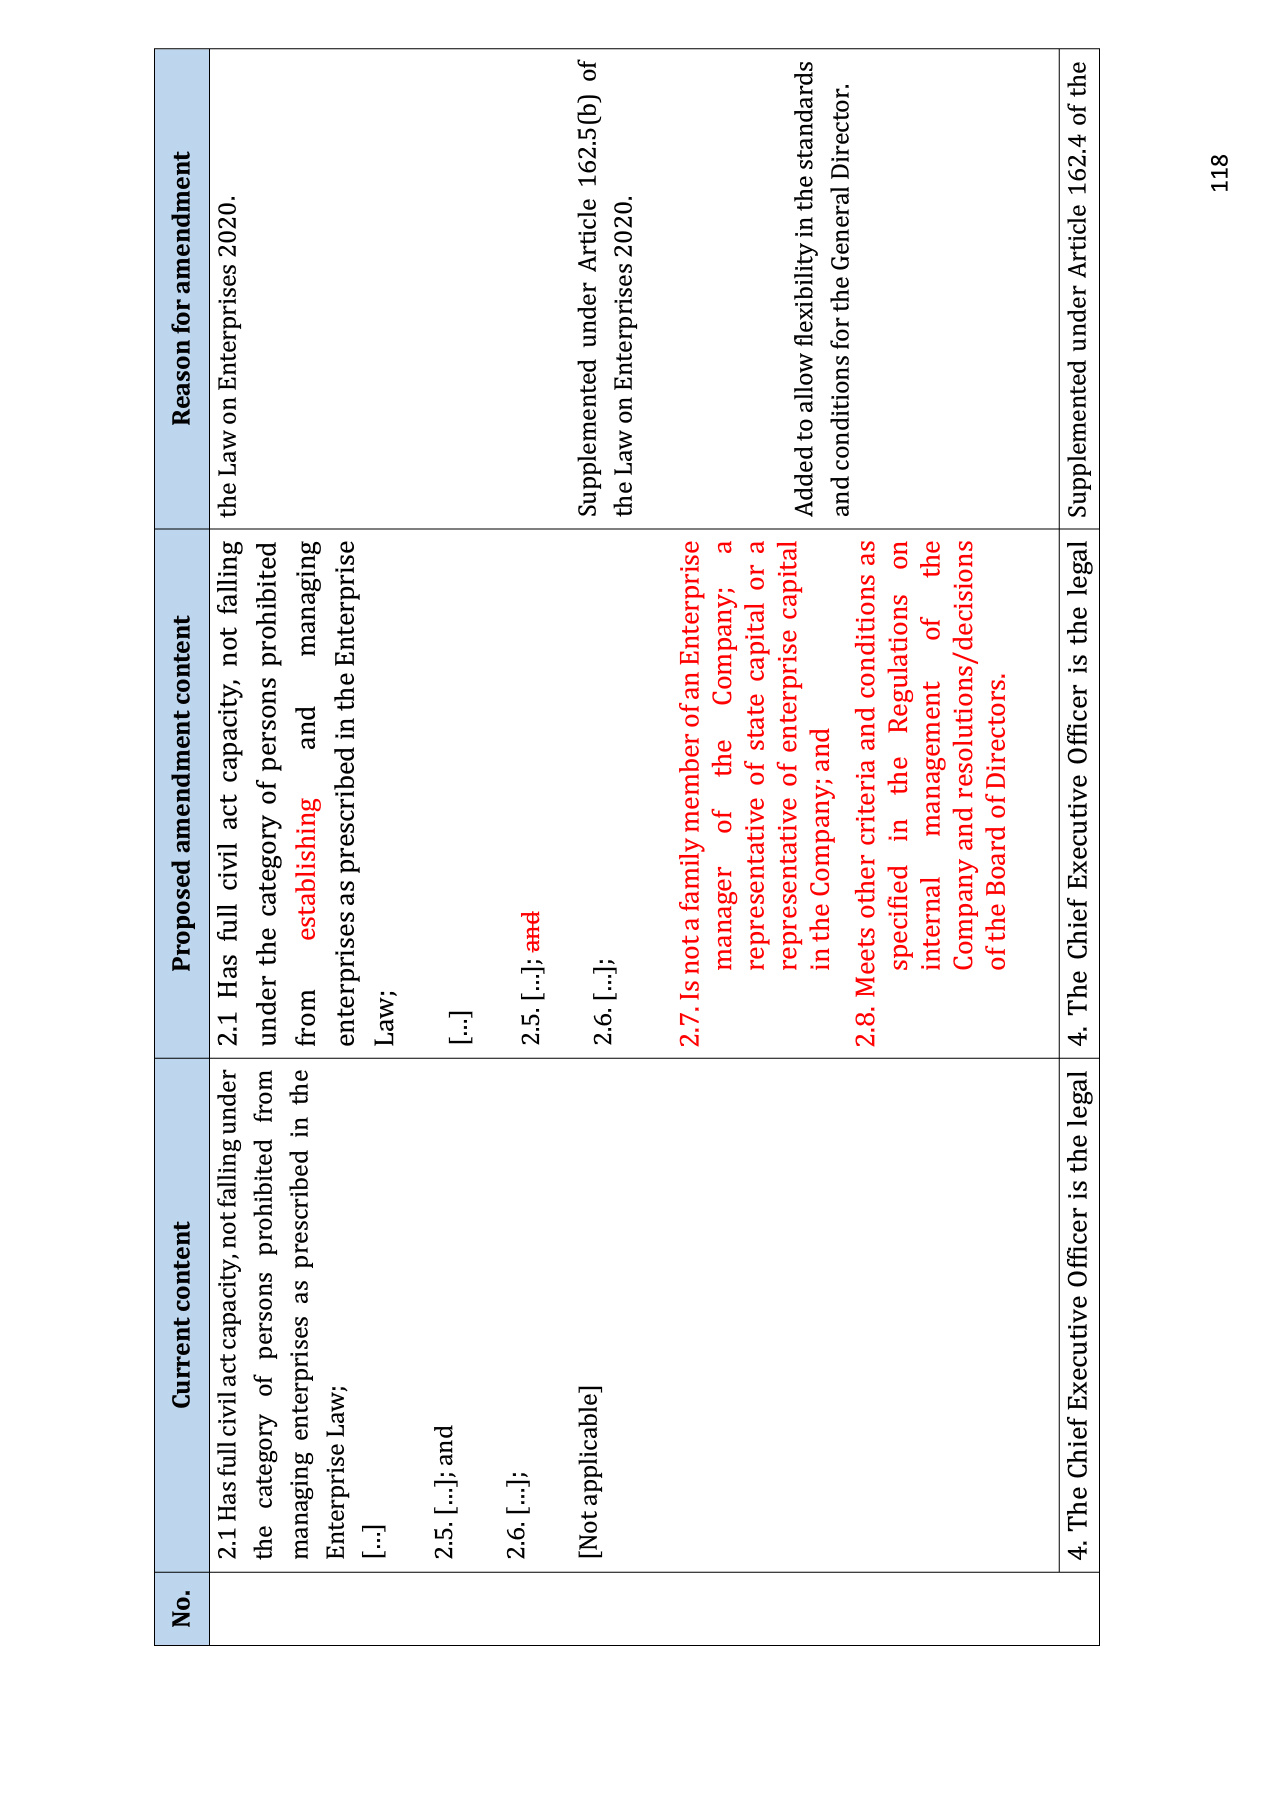 No.
Current content
Proposed amendment content
Reason for amendment
2.1 Has full civil act capacity, not falling under
the category of persons prohibited from
managing enterprises as prescribed in the
Enterprise Law;
[...]
2.5. [...]; and
2.6. [...];
[Not applicable]
2.1 Has full civil act capacity, not falling
under the category of persons prohibited
from establishing and managing
enterprises as prescribed in the Enterprise
Law;
[...]
2.5. [...]; and
2.6. [...];
2.7. Is not a family member of an Enterprise
manager of the Company; a
representative of state capital or a
representative of enterprise capital
in the Company; and
2.8. Meets other criteria and conditions as
specified in the Regulations on
internal management of the
Company and resolutions/decisions
of the Board of Directors.
the Law on Enterprises 2020.
Supplemented under Article 162.5(b) of
the Law on Enterprises 2020.
Added to allow flexibility in the standards
and conditions for the General Director.
4. The Chief Executive Officer is the legal
4. The Chief Executive Officer is the legal
Supplemented under Article 162.4 of the
118